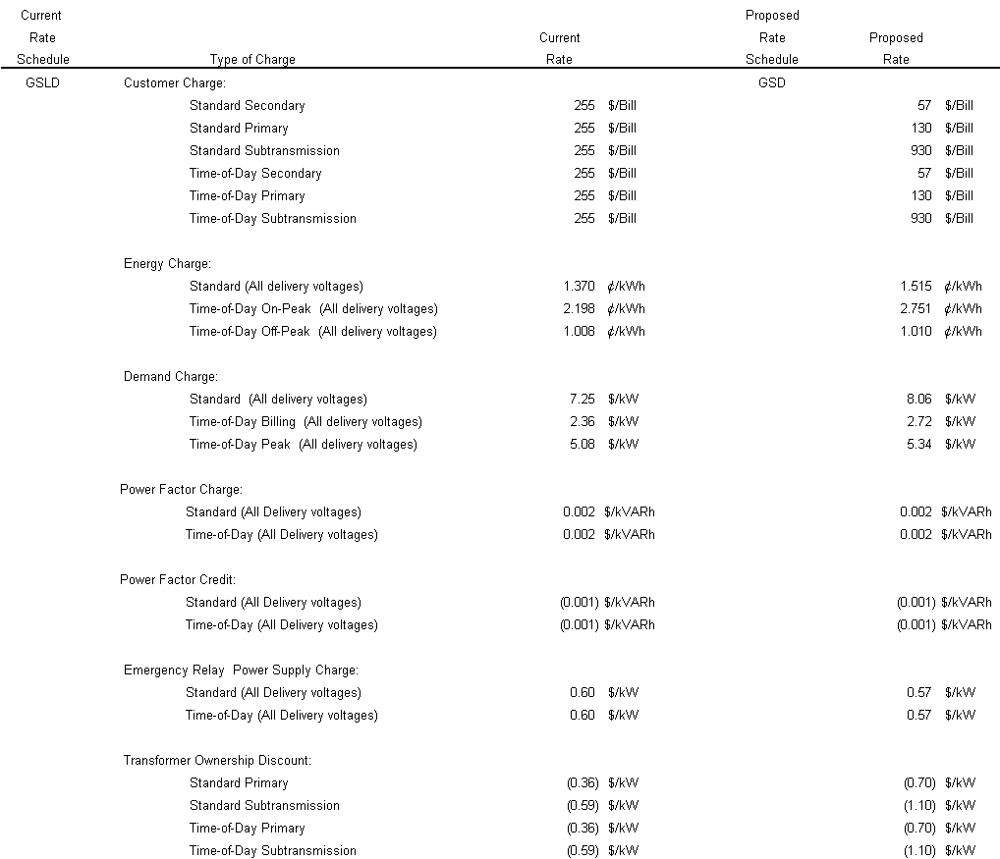 Current Proposed
Rate Current Rate Proposed
Schedule Type of Charge Rate Schedule Rate
GSLD Customer Charge: GSD
Standard Secondary 255 $/Bill 57 $/Bill
Standard Primary 255 $/Bill 130 $/Bill
Standard Subtransmission 255 $/Bill 930 $/Bill
Time-of-Day Secondary 255 $/Bill 57 $/Bill
Time-of-Day Primary 255 $/Bill 130 $/Bill
Time-of-Day Subtransmission 255 $/Bill 930 $/Bill
Energy Charge:
Standard (All delivery voltages) 1.370 ¢/kWh 1.515 ¢/kWh
Time-of-Day On-Peak (All delivery voltages) 2.198 ¢/kWh 2.751 ¢/kWh
Time-of-Day Off-Peak (All delivery voltages) 1.008 ¢/kWh 1.010 ¢/kWh
Demand Charge:
Standard (All delivery voltages) 7.25 $/kW 8.06 $/kW
Time-of-Day Billing (All delivery voltages) 2.36 $/kW 2.72 $/kW
Time-of-Day Peak (All delivery voltages) 5.08 $/kW 5.34 $/kW
Power Factor Charge:
Standard (All Delivery voltages) 0.002 $/kVARh 0.002 $/kVARh
Time-of-Day (All Delivery voltages) 0.002 $/kVARh 0.002 $/kVARh
Power Factor Credit:
Standard (All Delivery voltages) (0.001) $/kVARh (0.001) $/kVARh
Time-of-Day (All Delivery voltages) (0.001) $/kVARh (0.001) $/kVARh
Emergency Relay Power Supply Charge:
Standard (All Delivery voltages) 0.60 $/kW 0.57 $/kW
Time-of-Day (All Delivery voltages) 0.60 $/kW 0.57 $/kW
Transformer Ownership Discount:
Standard Primary (0.36) $/kW (0.70) $/kW
Standard Subtransmission (0.59) $/kW (1.10) $/kW
Time-of-Day Primary (0.36) $/kW (0.70) $/kW
Time-of-Day Subtransmission (0.59) $/kW (1.10) $/kW